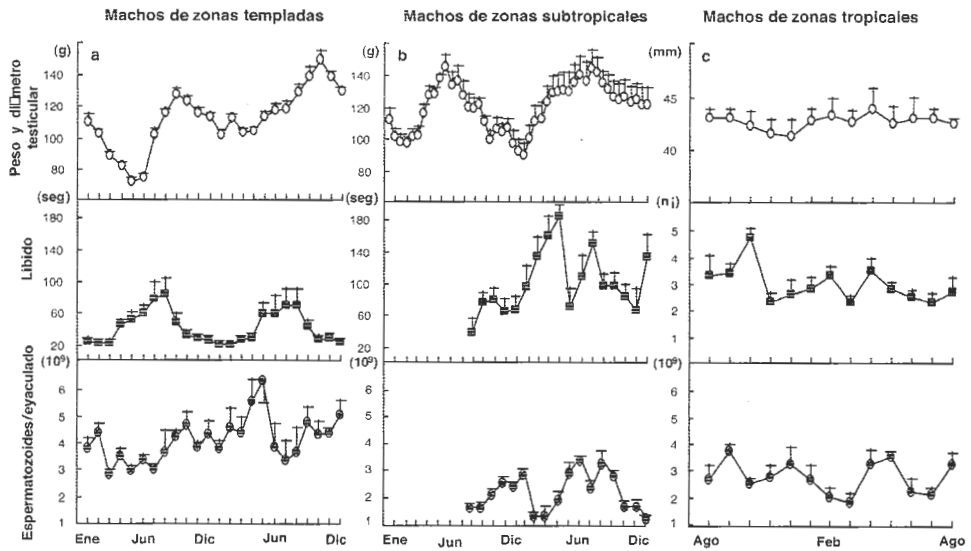 Machos de zonas templadas
Machos de zonas subtropicales
Machos de zonas tropicales
Peso y di□metro
testicular
(g)
a
140
120
100
80
(g)
b
140
120
100
80
(mm)
c
45
40
Líbido
(seg)
180
140
100
60
20
(seg)
180
140
100
60
20
(n¡)
5
4
3
2
1
Espermatozoides/eyaculado
(10⁹)
6
5
4
3
2
1
(10⁹)
6
5
4
3
2
1
(10⁹)
6
5
4
3
2
1
Ene
Jun
Dic
Jun
Dic
Ene
Jun
Dic
Jun
Dic
Ago
Feb
Ago